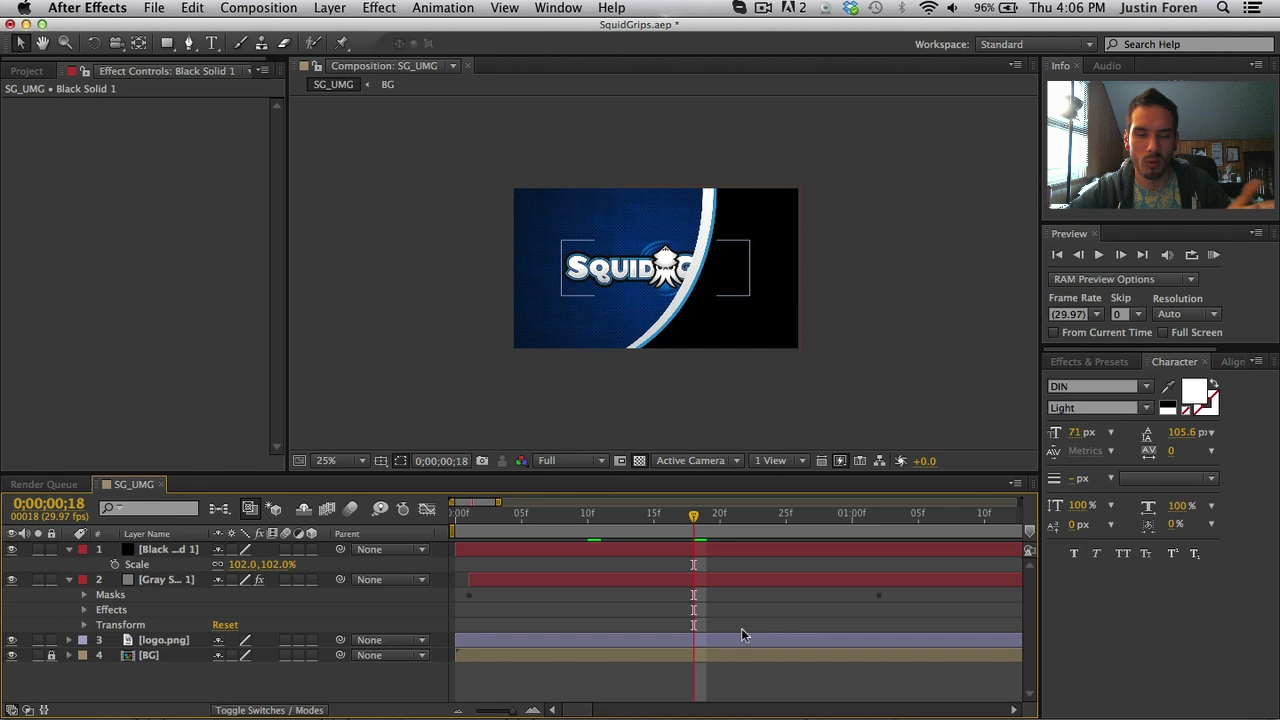 After Effects File Edit Composition Layer Effect Animation View Window Help 2 96% Thu 4:06 PM Justin Foren
SquidGrips.aep *
Workspace: Standard Search Help
Project Effect Controls: Black Solid 1 Composition: SG_UMG Info Audio
SG_UMG • Black Solid 1 SG_UMG BG
SQUID G
Preview
RAM Preview Options
Frame Rate Skip Resolution
(29.97) 0 Auto
From Current Time Full Screen
Effects & Presets Character Align
DIN
Light
71 px 105.6 p
Metrics 0
25% 0;00;00;18 Full Active Camera 1 View +0.0
- px
Render Queue SG_UMG
100 % 100 %
0;00;00;18
00018 (29.97 fps)
0:00f 10f 15f 20f 25f 01:00f 05f 10f
0 px 0 %
# Layer Name Parent
T T TT Tr T¹ T₁
1 [Black ...d 1] None
Scale 102.0,102.0%
2 [Gray S... 1] None
Masks
Effects
Transform Reset
3 [logo.png] None
4 [BG] None
Toggle Switches / Modes